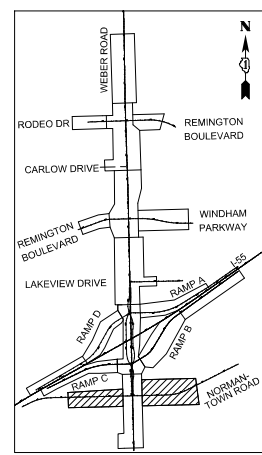 WEBER ROAD
N
RODEO DR
REMINGTON
BOULEVARD
CARLOW DRIVE
REMINGTON
BOULEVARD
WINDHAM
PARKWAY
LAKEVIEW DRIVE
I-55
RAMP A
RAMP D
RAMP B
RAMP C
NORMAN-
TOWN ROAD